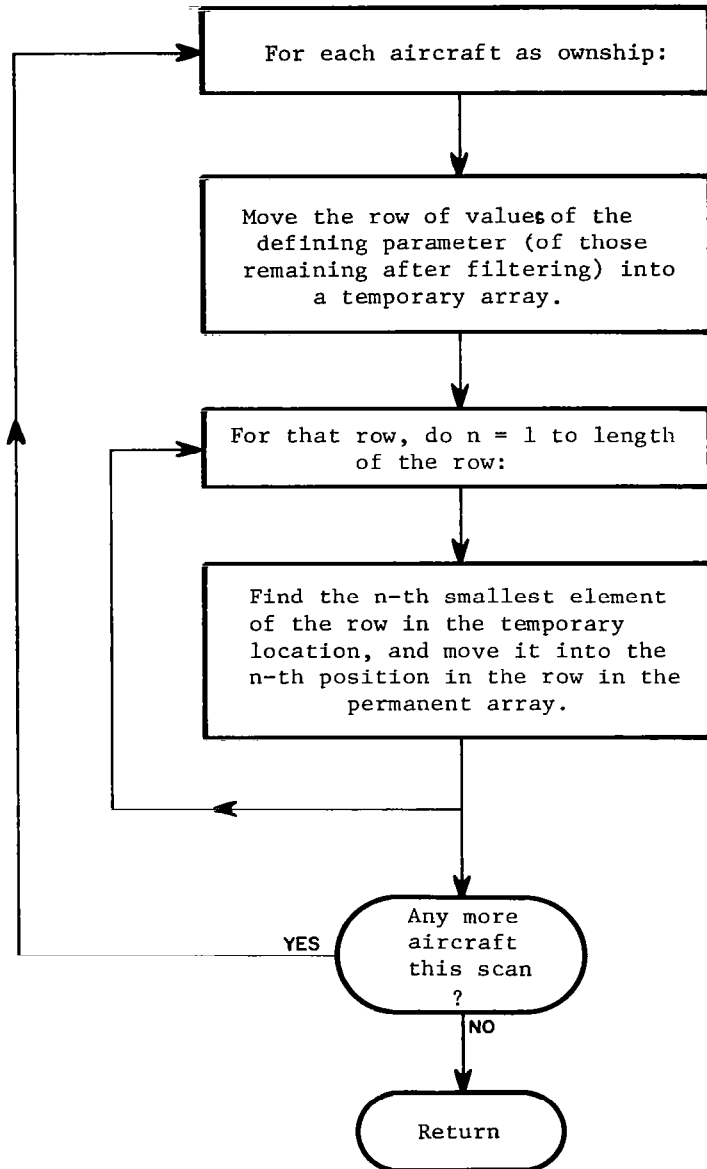 For each aircraft as ownship:
Move the row of values of the
defining parameter (of those
remaining after filtering) into
a temporary array.
For that row, do n = 1 to length
of the row:
Find the n-th smallest element
of the row in the temporary
location, and move it into the
n-th position in the row in the
permanent array.
Any more
aircraft
this scan
?
YES
NO
Return